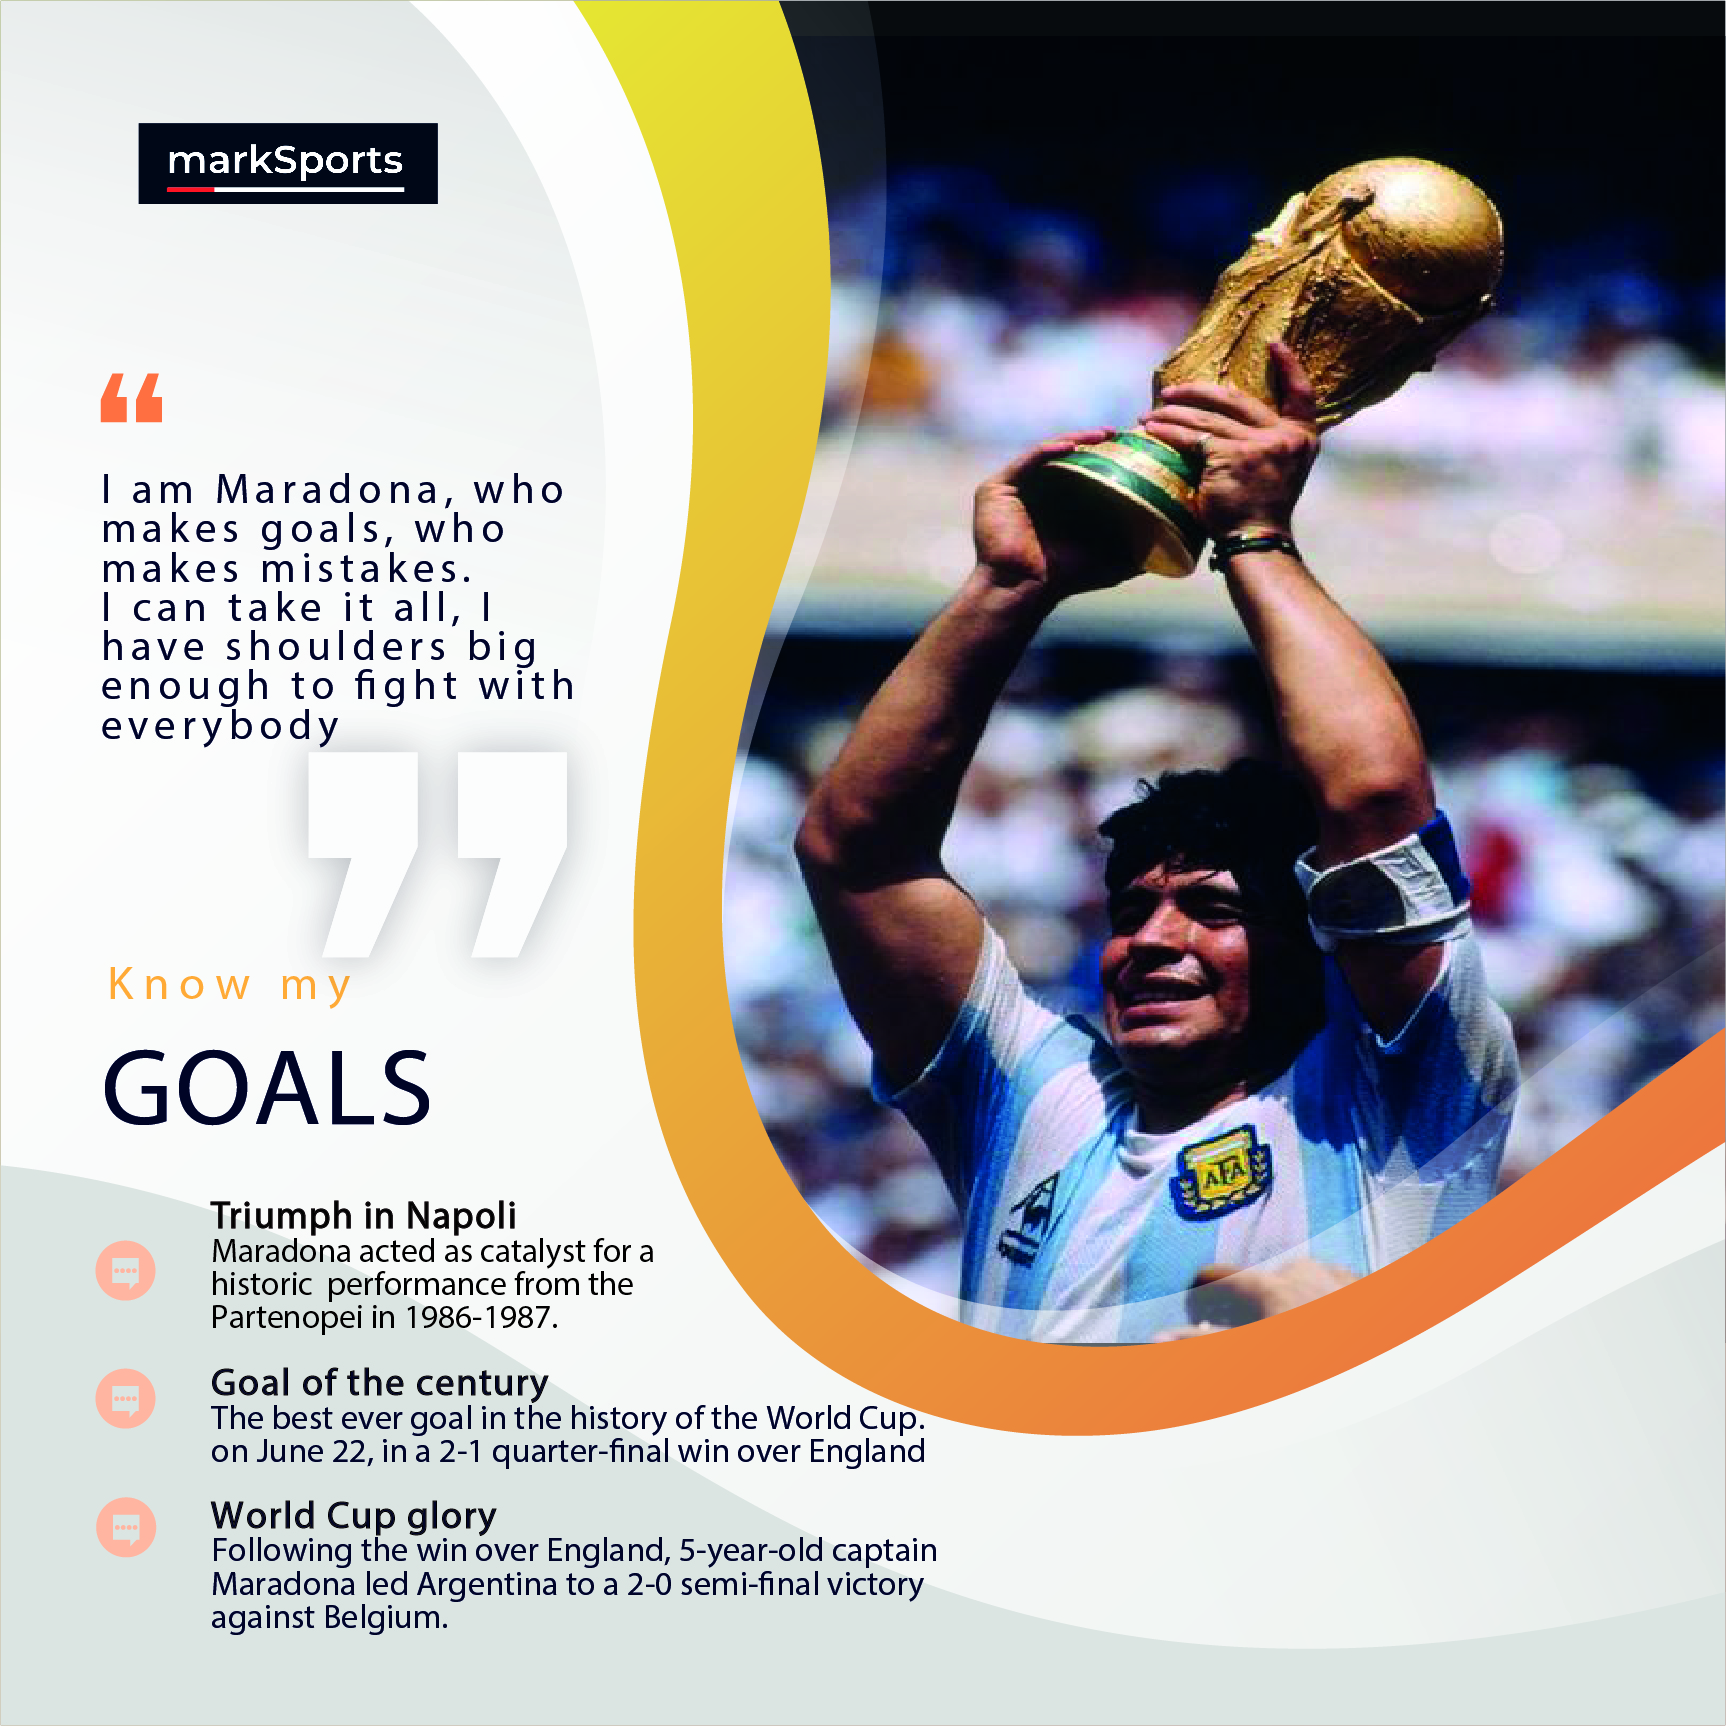 markSports
“
I am Maradona, who
makes goals, who
makes mistakes.
I can take it all, I
have shoulders big
enough to fight with
everybody
”
Know my
GOALS
Triumph in Napoli
Maradona acted as catalyst for a
historic performance from the
Partenopei in 1986-1987.
Goal of the century
The best ever goal in the history of the World Cup.
on June 22, in a 2-1 quarter-final win over England
World Cup glory
Following the win over England, 5-year-old captain
Maradona led Argentina to a 2-0 semi-final victory
against Belgium.
AFA